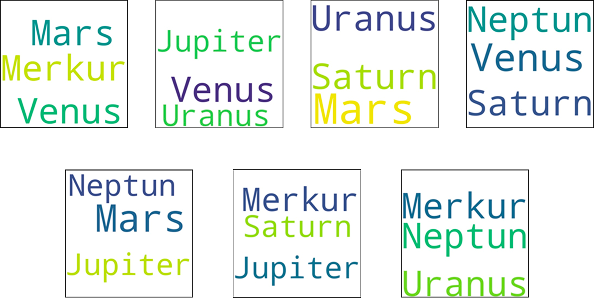 Mars
Merkur
Venus
Jupiter
Venus
Uranus
Uranus
Saturn
Mars
Neptun
Venus
Saturn
Neptun
Mars
Jupiter
Merkur
Saturn
Jupiter
Merkur
Neptun
Uranus